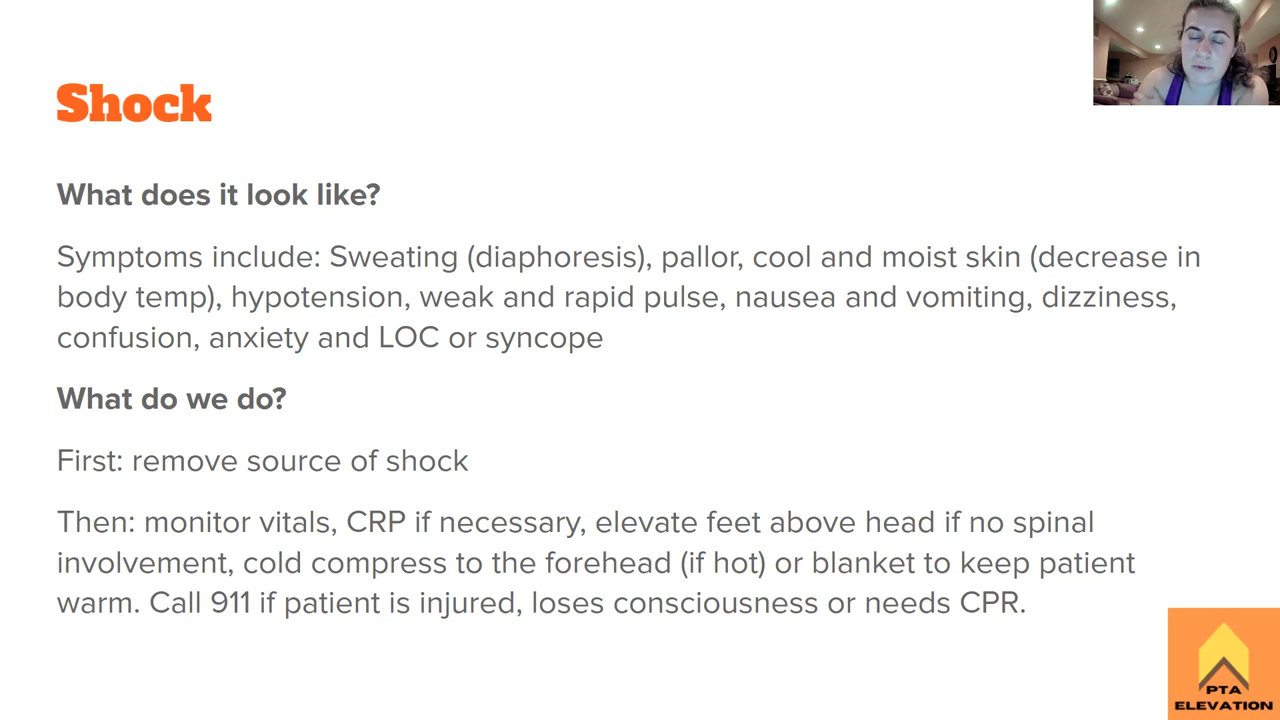 Shock
What does it look like?
Symptoms include: Sweating (diaphoresis), pallor, cool and moist skin (decrease in
body temp), hypotension, weak and rapid pulse, nausea and vomiting, dizziness,
confusion, anxiety and LOC or syncope
What do we do?
First: remove source of shock
Then: monitor vitals, CRP if necessary, elevate feet above head if no spinal
involvement, cold compress to the forehead (if hot) or blanket to keep patient
warm. Call 911 if patient is injured, loses consciousness or needs CPR.
PTA
ELEVATION